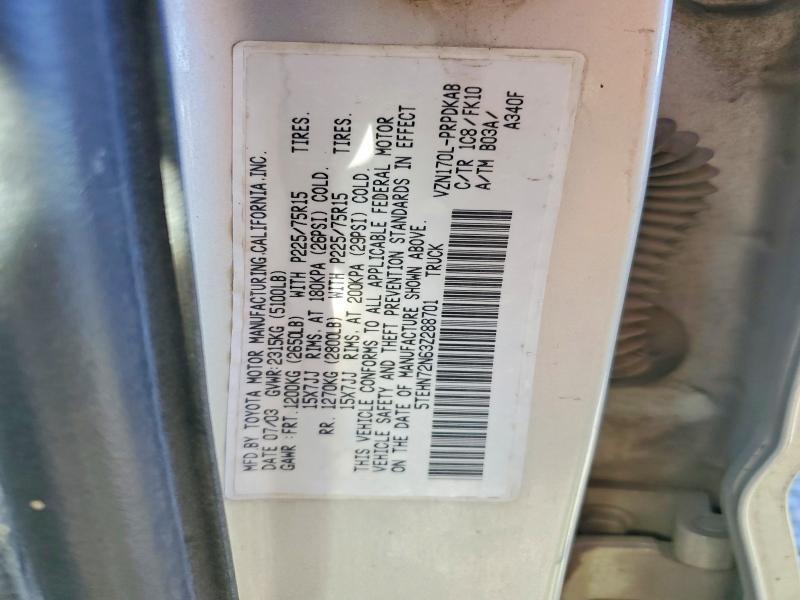 MFD BY TOYOTA MOTOR MANUFACTURING,CALIFORNIA,INC.
DATE 07/03 GVWR:2315KG (5100LB)
GAWR :FRT.1200KG (2650LB) WITH P225/75R15 TIRES.
15X7JJ RIMS. AT 180KPA (26PSI) COLD.
RR. 1270KG (2800LB) WITH P225/75R15 TIRES.
15X7JJ RIMS. AT 200KPA (29PSI) COLD.
THIS VEHICLE CONFORMS TO ALL APPLICABLE FEDERAL MOTOR
VEHICLE SAFETY AND THEFT PREVENTION STANDARDS IN EFFECT
ON THE DATE OF MANUFACTURE SHOWN ABOVE.
5TEHN72N63Z288701 TRUCK
VZN170L-PRPDKAB
C/TR 1C8/FK10
A/TM B03A/
A340F